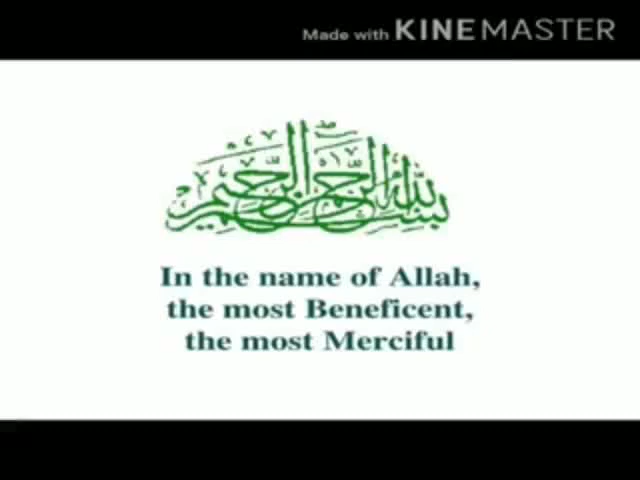 Made with KINEMASTER
بسم الله الرحمن الرحيم
In the name of Allah,
the most Beneficent,
the most Merciful